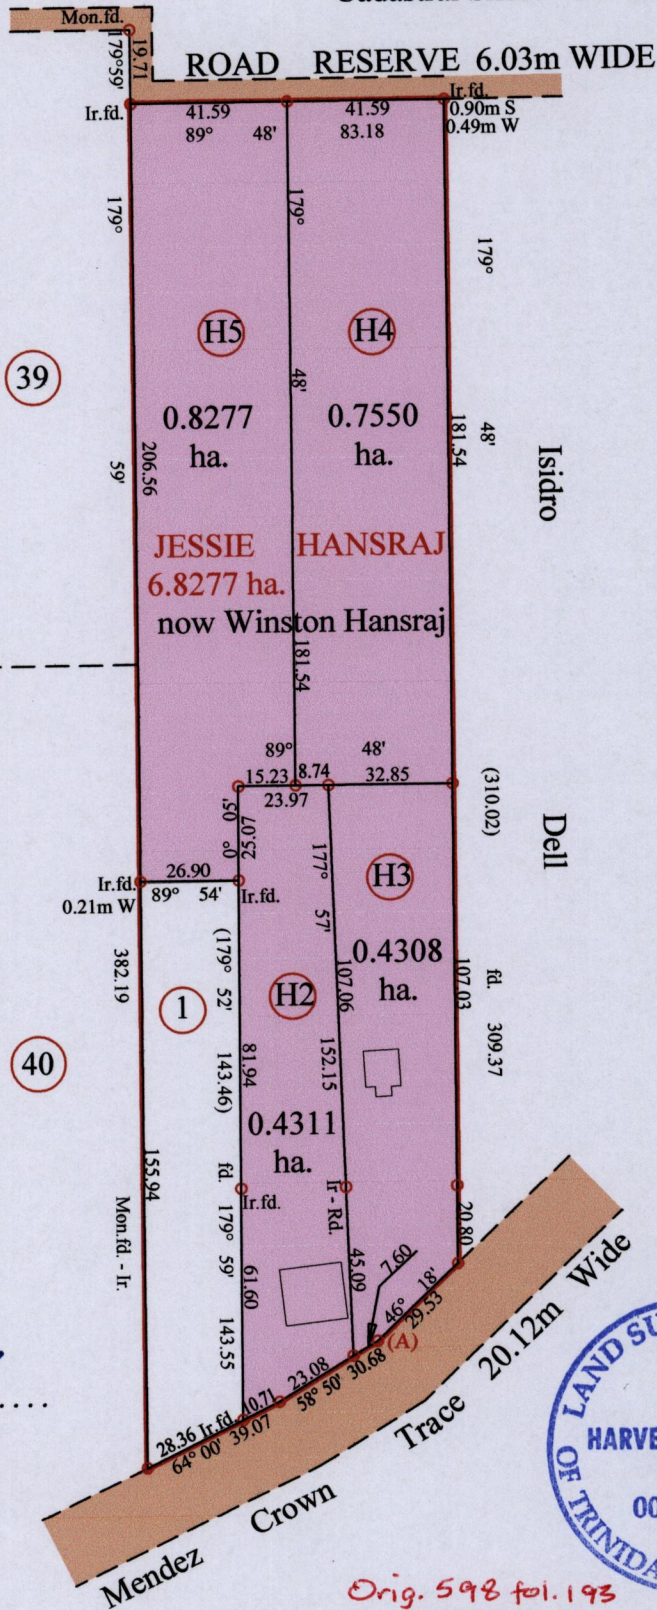 Mon.fd.
179°59'
19.71
ROAD RESERVE 6.03m WIDE
Ir.fd.
41.59
41.59
Ir.fd.
0.90m S
0.49m W
89° 48'
83.18
179°
179°
179°
H5
H4
39
48'
0.8277
ha.
0.7550
ha.
181.54
48'
206.56
59'
Isidro
JESSIE HANSRAJ
6.8277 ha.
now Winston Hansraj
181.54
89° 48'
15.23
8.74
32.85
23.97
(310.02)
Dell
0° 05'
25.07
177° 57'
H3
26.90
Ir.fd.
0.21m W
89° 54'
Ir.fd.
382.19
(179° 52' 143.46)
0.4308
ha.
107.06
107.03
fd. 309.37
H2
1
40
152.15
81.94
0.4311
ha.
155.94
fd. 179° 59' 143.55
Ir.fd.
Ir - Rd.
Mon.fd - Ir.
20.80
61.60
45.09
7.60
46° 18'
29.53
(A)
30.68
23.08
58° 50'
10.71
Ir.fd.
28.36
64° 00'
39.07
Mendez Crown Trace 20.12m Wide
LAND SU
HARVE
OF TRINIDA
Orig. 598 fol. 193